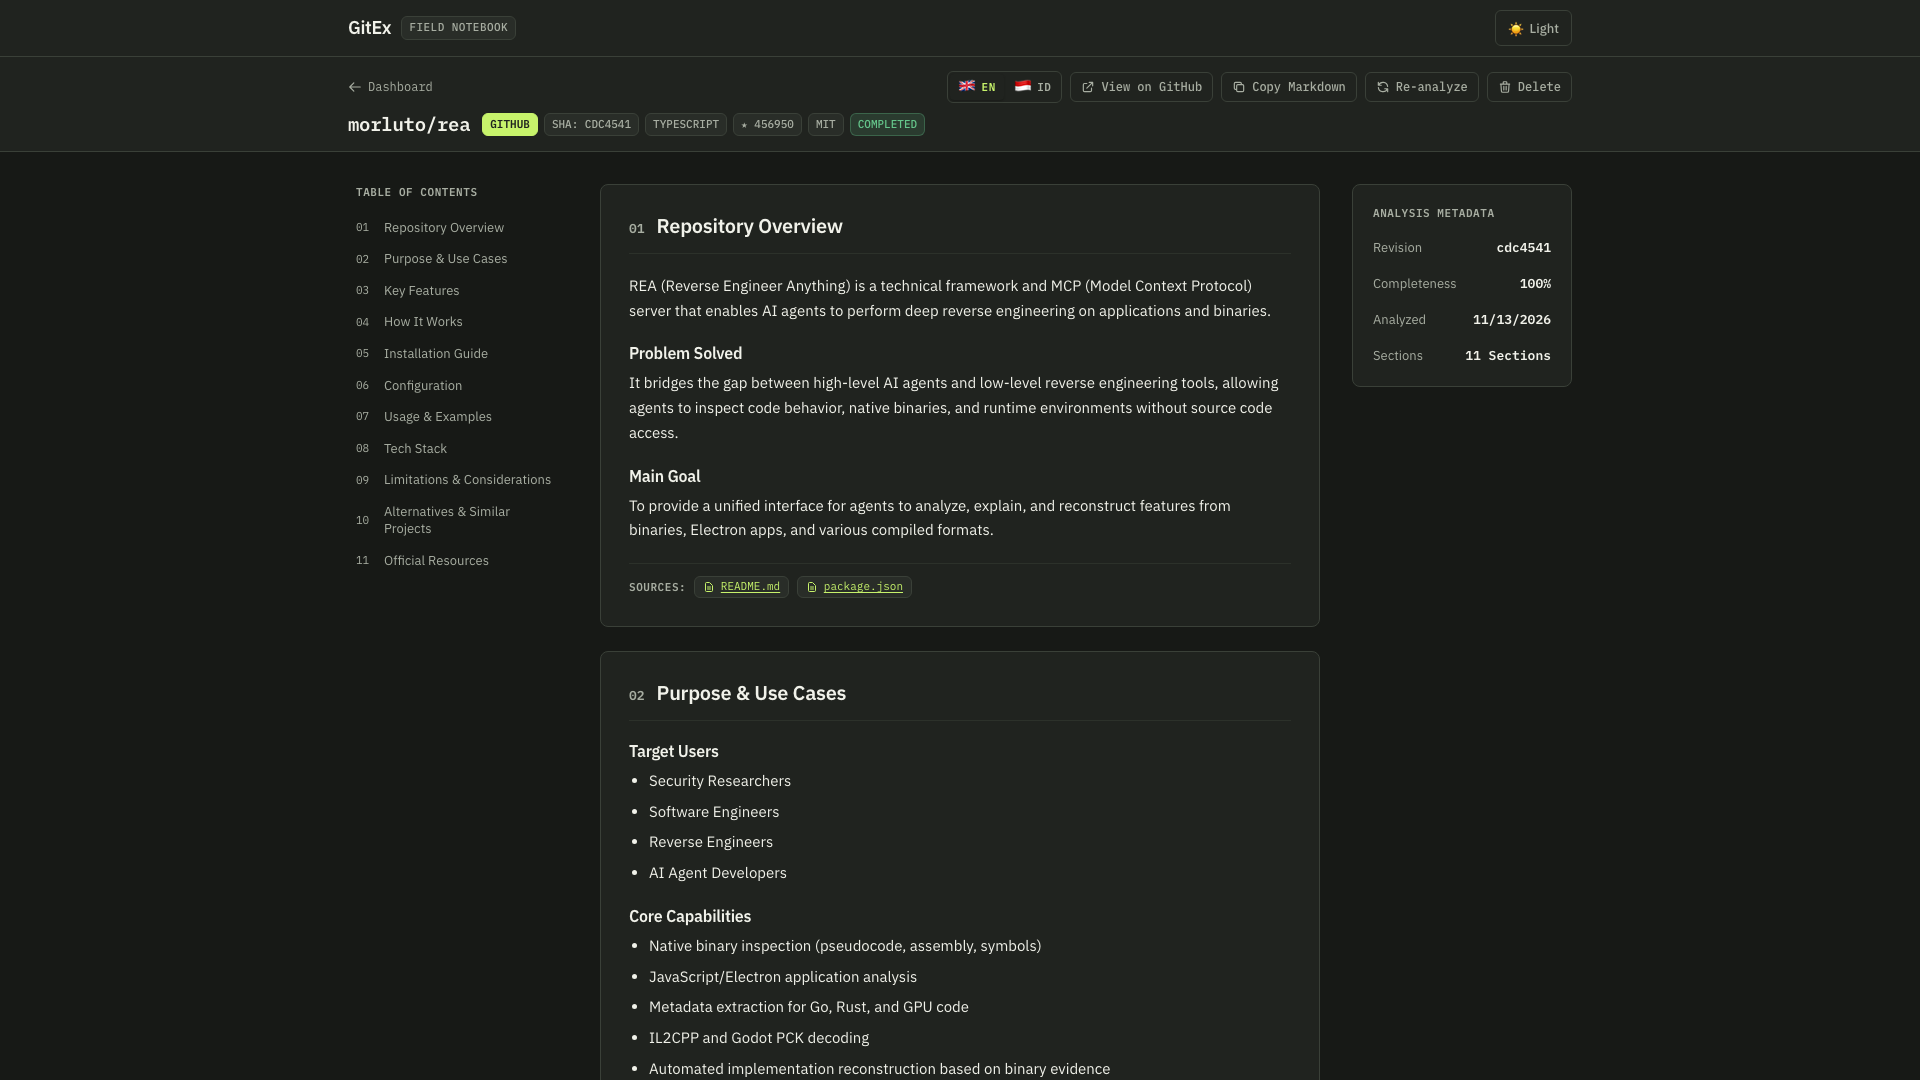 GitEx FIELD NOTEBOOK
Light
Dashboard
EN ID View on GitHub Copy Markdown Re-analyze Delete
morluto/rea GITHUB SHA: CDC4541 TYPESCRIPT ★ 456950 MIT COMPLETED
TABLE OF CONTENTS
01 Repository Overview
02 Purpose & Use Cases
03 Key Features
04 How It Works
05 Installation Guide
06 Configuration
07 Usage & Examples
08 Tech Stack
09 Limitations & Considerations
10 Alternatives & Similar
Projects
11 Official Resources
01 Repository Overview
REA (Reverse Engineer Anything) is a technical framework and MCP (Model Context Protocol)
server that enables AI agents to perform deep reverse engineering on applications and binaries.
Problem Solved
It bridges the gap between high-level AI agents and low-level reverse engineering tools, allowing
agents to inspect code behavior, native binaries, and runtime environments without source code
access.
Main Goal
To provide a unified interface for agents to analyze, explain, and reconstruct features from
binaries, Electron apps, and various compiled formats.
SOURCES: README.md package.json
02 Purpose & Use Cases
Target Users
• Security Researchers
• Software Engineers
• Reverse Engineers
• AI Agent Developers
Core Capabilities
• Native binary inspection (pseudocode, assembly, symbols)
• JavaScript/Electron application analysis
• Metadata extraction for Go, Rust, and GPU code
• IL2CPP and Godot PCK decoding
• Automated implementation reconstruction based on binary evidence
ANALYSIS METADATA
Revision cdc4541
Completeness 100%
Analyzed 11/13/2026
Sections 11 Sections